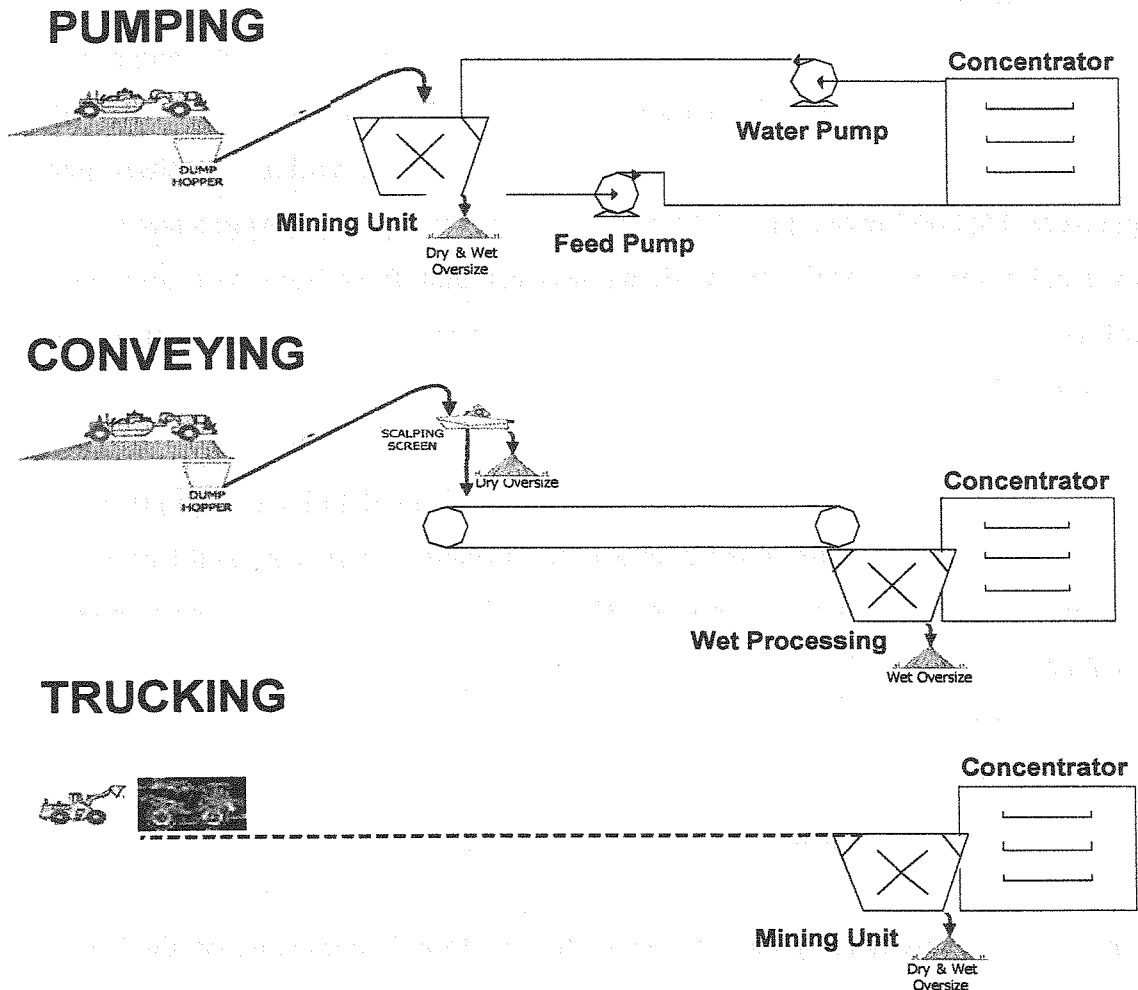 PUMPING
Concentrator
Water Pump
DUMP
HOPPER
Mining Unit
Dry & Wet
Oversize
Feed Pump
CONVEYING
SCALPING
SCREEN
Dry Oversize
DUMP
HOPPER
Concentrator
Wet Processing
Wet Oversize
TRUCKING
Concentrator
Mining Unit
Dry & Wet
Oversize